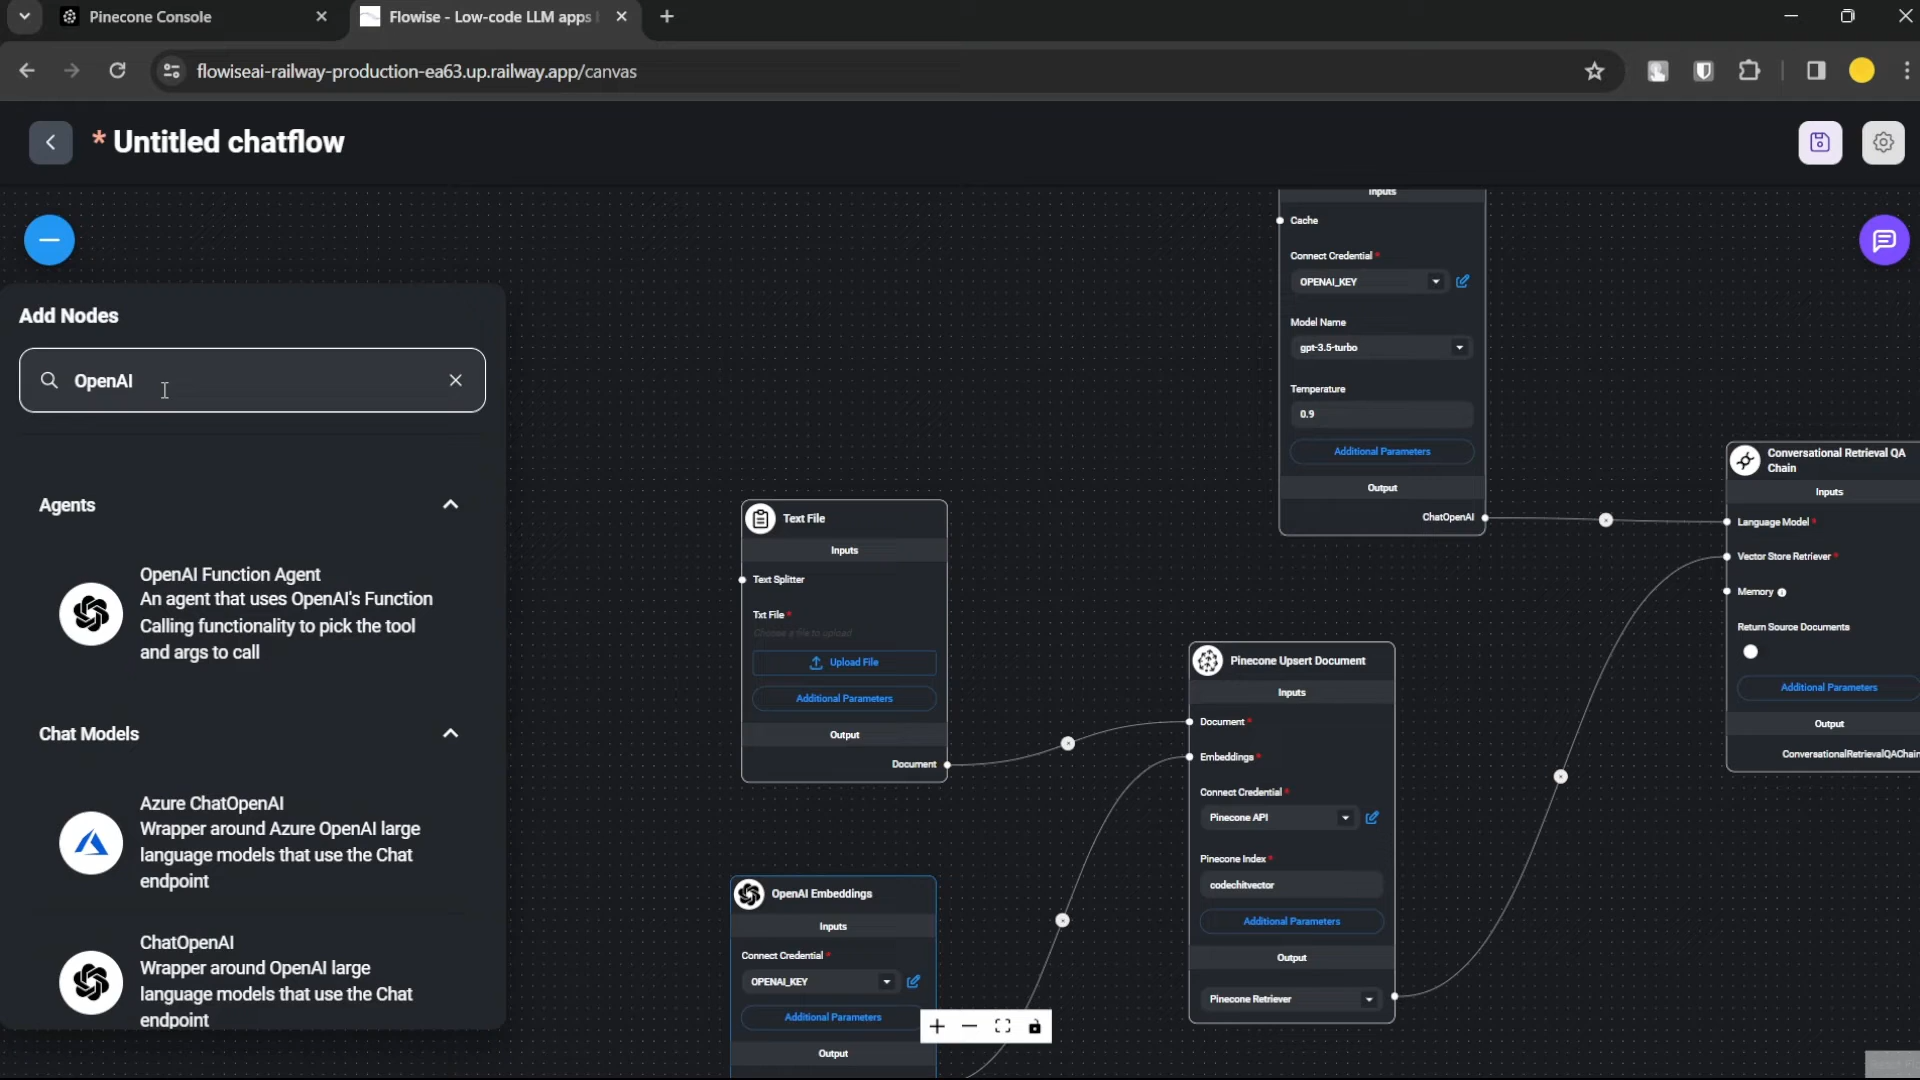 Pinecone Console
Flowise - Low-code LLM apps
flowiseai-railway-production-ea63.up.railway.app/canvas
* Untitled chatflow
Add Nodes
OpenAI
Agents
OpenAI Function Agent
An agent that uses OpenAI's Function
Calling functionality to pick the tool
and args to call
Chat Models
Azure ChatOpenAI
Wrapper around Azure OpenAI large
language models that use the Chat
endpoint
ChatOpenAI
Wrapper around OpenAI large
language models that use the Chat
endpoint
Text File
Inputs
Text Splitter
Txt File *
Choose a file to upload
Upload File
Additional Parameters
Output
Document
OpenAI Embeddings
Inputs
Connect Credential *
OPENAI_KEY
Additional Parameters
Output
Inputs
Cache
Connect Credential *
OPENAI_KEY
Model Name
gpt-3.5-turbo
Temperature
0.9
Additional Parameters
Output
ChatOpenAI
Pinecone Upsert Document
Inputs
Document *
Embeddings *
Connect Credential *
Pinecone API
Pinecone Index *
codechitvector
Additional Parameters
Output
Pinecone Retriever
Conversational Retrieval QA
Chain
Inputs
Language Model *
Vector Store Retriever *
Memory
Return Source Documents
Additional Parameters
Output
ConversationalRetrievalQAChain